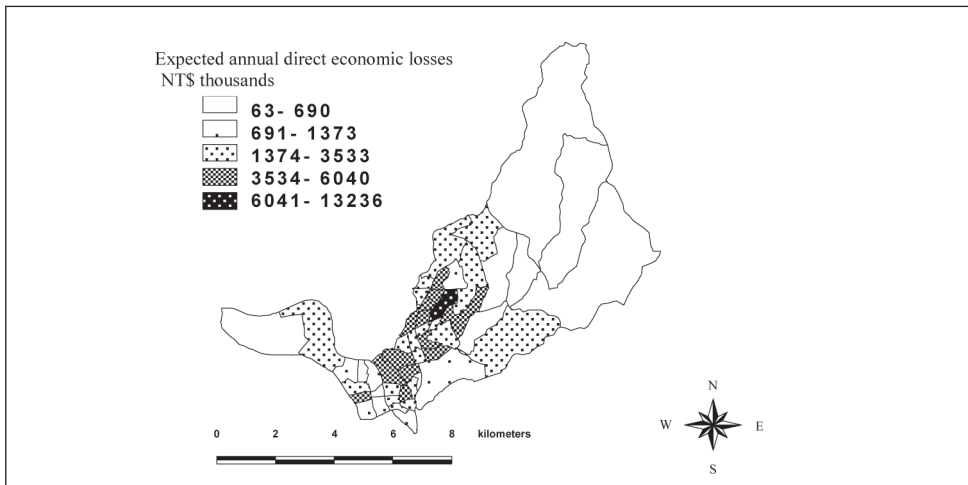 Expected annual direct economic losses
NT$ thousands
63- 690
691- 1373
1374- 3533
3534- 6040
6041- 13236
N
W E
S
0 2 4 6 8 kilometers